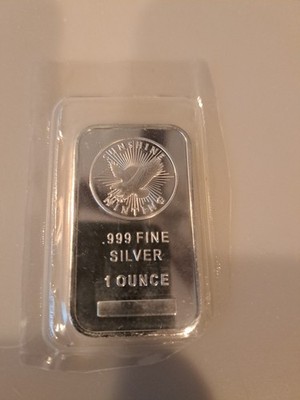 SUNSHINE
MINTING
.999 FINE
SILVER
1 OUNCE